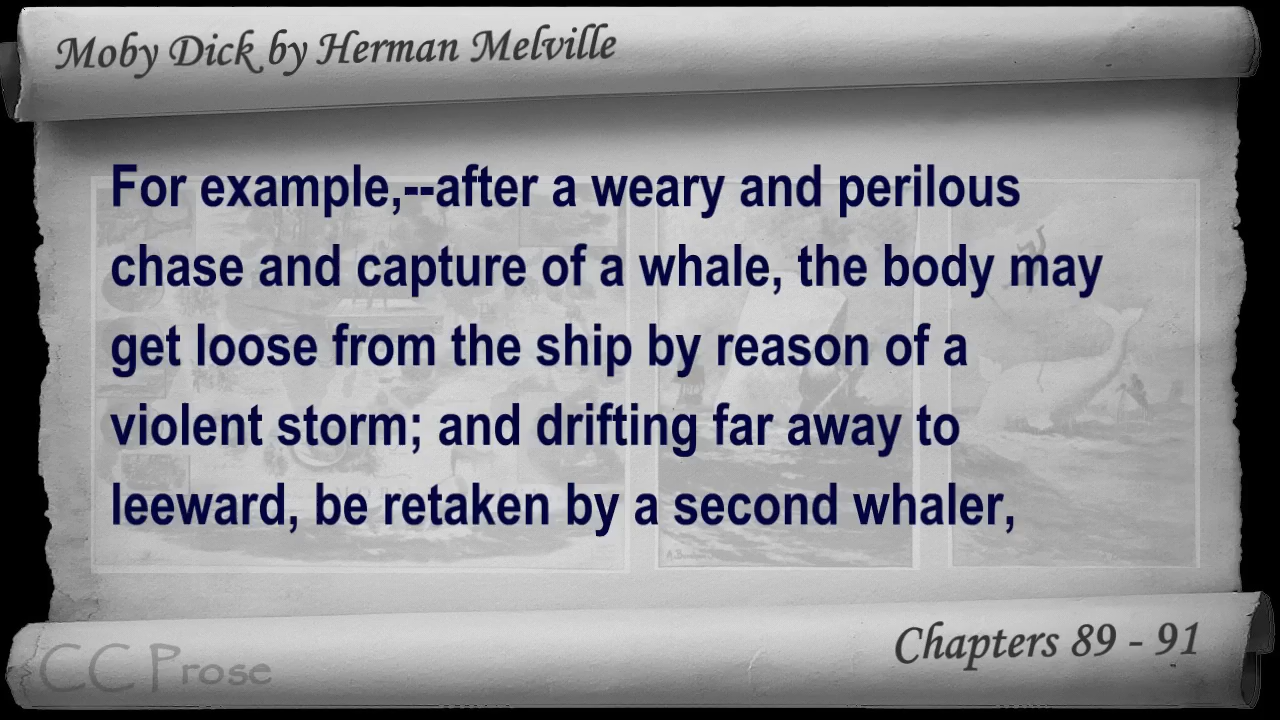 Moby Dick by Herman Melville
For example,--after a weary and perilous
chase and capture of a whale, the body may
get loose from the ship by reason of a
violent storm; and drifting far away to
leeward, be retaken by a second whaler,
Chapters 89 - 91
CC Prose